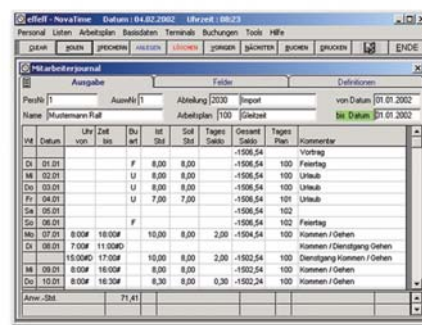 effeff - NovaTime Datum : 04.02.2002 Uhrzeit : 08:23
Personal Listen Arbeitsplan Basisdaten Terminals Buchungen Tools Hilfe
CLEAR HOLEN SPEICHERN ANLEGEN LÖSCHEN VORIGER NÄCHSTER BUCHEN DRUCKEN ENDE
Mitarbeiterjournal
Ausgabe Felder Definitionen
PersNr 1 AuswNr 1 Abteilung 2030 Import von Datum 01.01.2002
Name Mustermann Ralf Arbeitsplan 100 Gleitzeit bis Datum 31.01.2002
Uhr Zeit Bu Ist Soll Tages Gesamt Tages
Wt Datum von bis art Std Std Saldo Saldo Plan Kommentar
-1506,54 Vortrag
Di 01.01 F 8,00 8,00 -1506,54 100 Feiertag
Mi 02.01 U 8,00 8,00 -1506,54 100 Urlaub
Do 03.01 U 8,00 8,00 -1506,54 100 Urlaub
Fr 04.01 U 7,00 7,00 -1506,54 101 Urlaub
Sa 05.01 -1506,54 102
So 06.01 F -1506,54 102 Feiertag
Mo 07.01 8:00# 18:00# 10,00 8,00 2,00 -1504,54 100 Kommen / Gehen
Di 08.01 7:00# 11:00#D Kommen / Dienstgang Gehen
15:00#D 17:00# 10,00 8,00 2,00 -1502,54 100 Dienstgang Kommen / Gehen
Mi 09.01 8:00# 16:00# 8,00 8,00 -1502,54 100 Kommen / Gehen
Do 10.01 8:00# 16:30# 8,30 8,00 0,30 -1502,24 100 Kommen / Gehen
Anw.-Std. 71,41